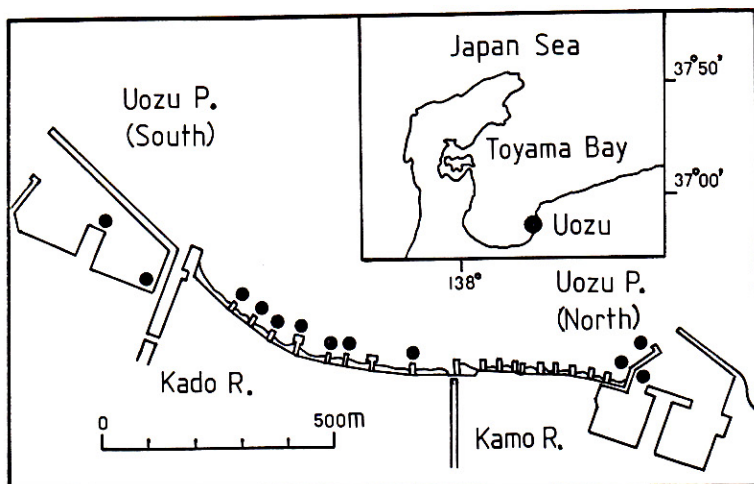 Japan Sea
37°50'
Uozu P.
(South)
Toyama Bay
37°00'
Uozu
138°
Uozu P.
(North)
Kado R.
0
500m
Kamo R.